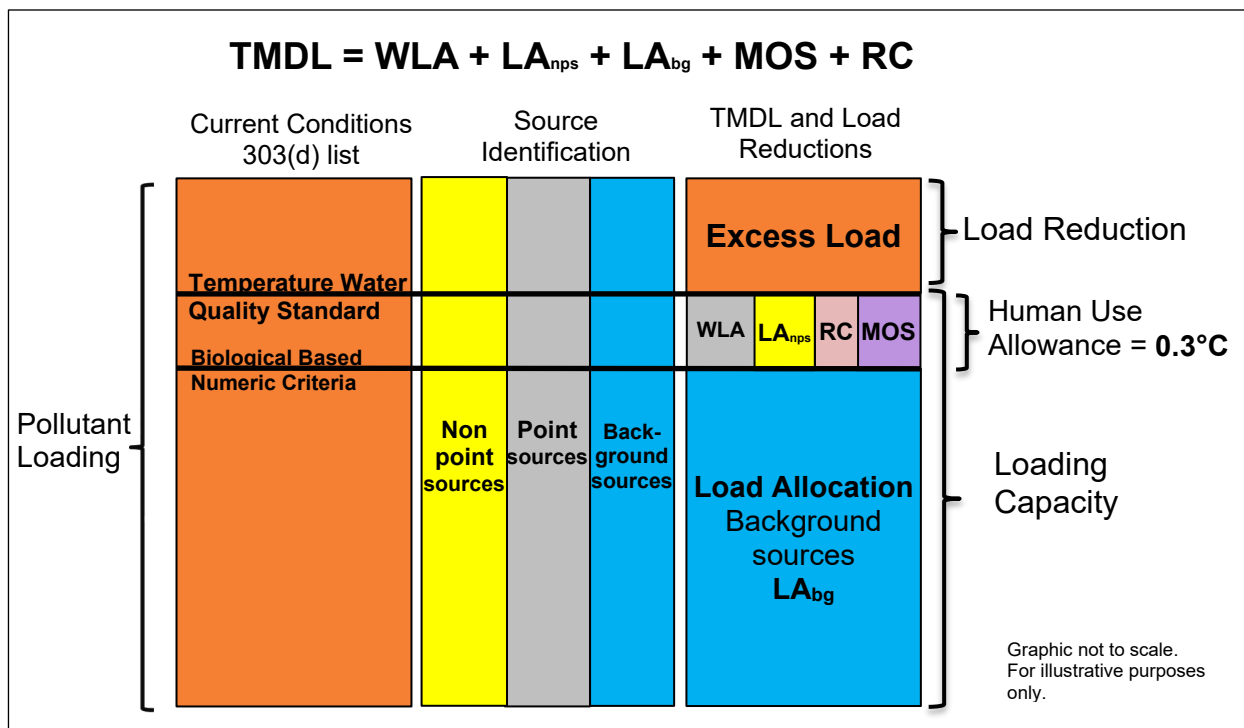 TMDL = WLA + LAnps + LAbg + MOS + RC
Current Conditions
303(d) list
Source
Identification
TMDL and Load
Reductions
Pollutant
Loading
Temperature Water
Quality Standard
Biological Based
Numeric Criteria
Non
point
sources
Point
sources
Back-
ground
sources
Excess Load
WLA
LAnps
RC
MOS
Load Allocation
Background
sources
LAbg
Load Reduction
Human Use
Allowance = 0.3°C
Loading
Capacity
Graphic not to scale.
For illustrative purposes
only.